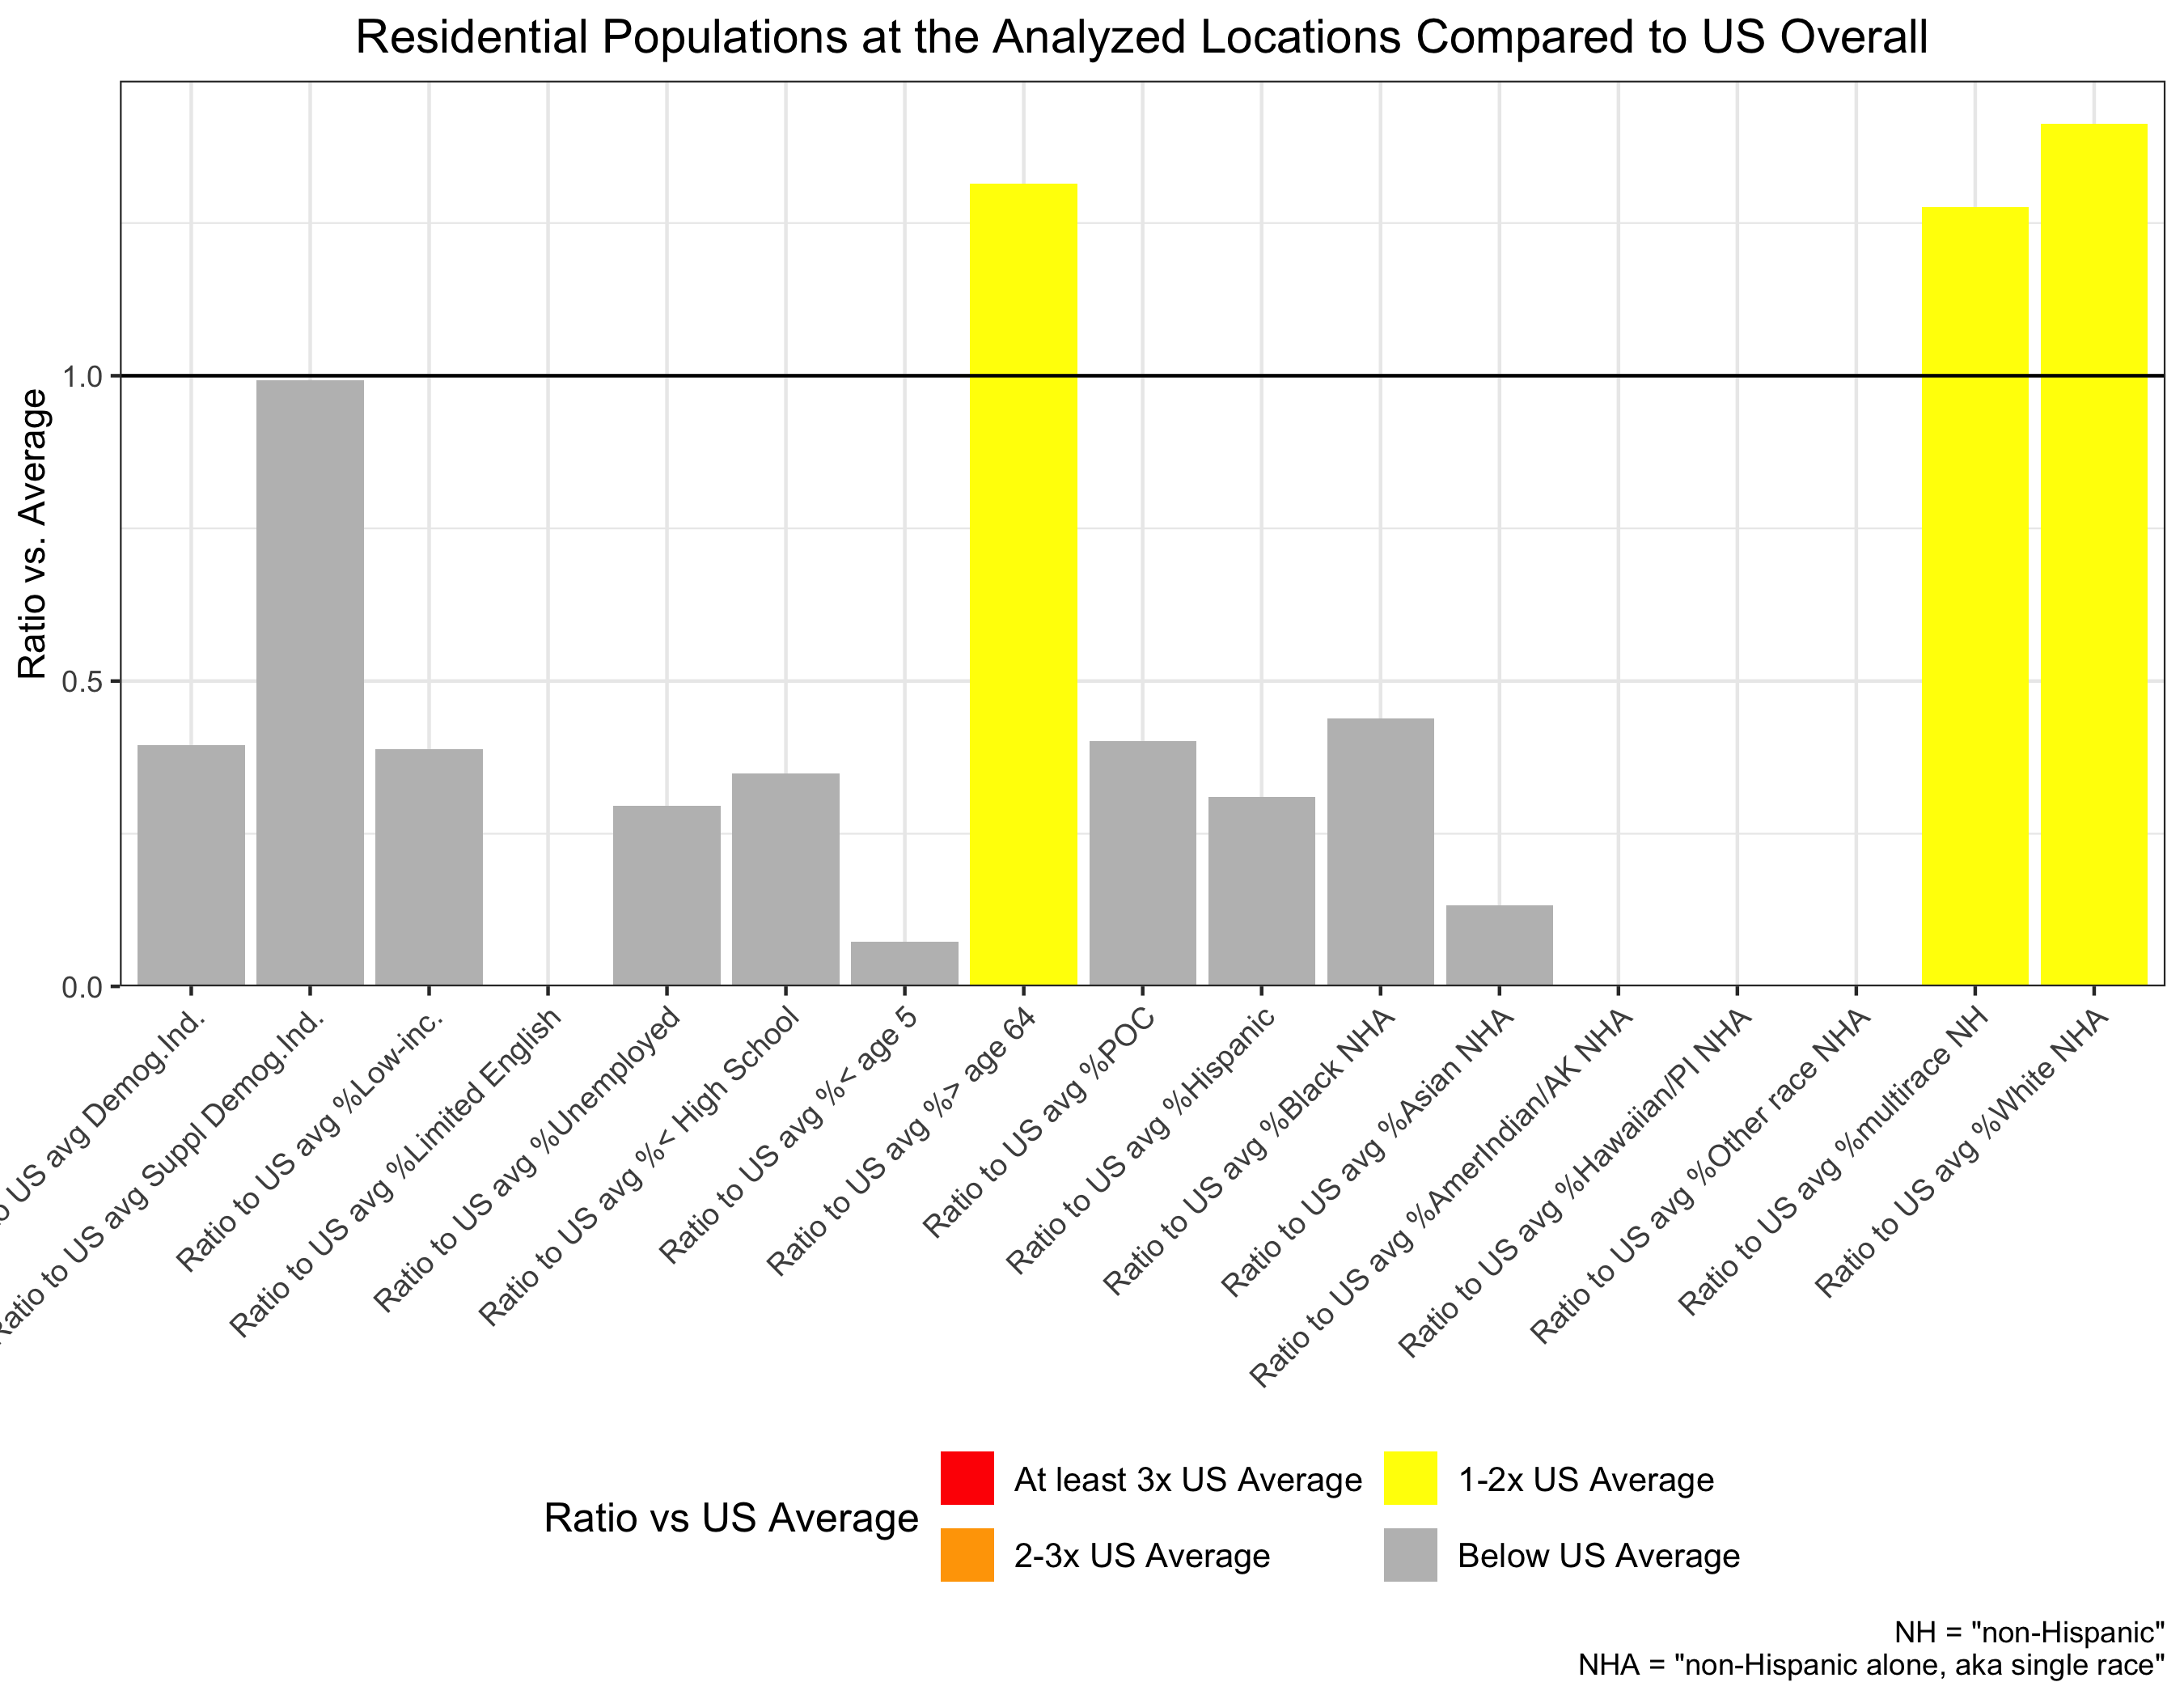 Residential Populations at the Analyzed Locations Compared to US Overall
Ratio vs. Average
1.0
0.5
0.0
US avg Demog.Ind.
Ratio to US avg Suppl Demog.Ind.
Ratio to US avg %Low-inc.
Ratio to US avg %Limited English
Ratio to US avg %Unemployed
Ratio to US avg %< High School
Ratio to US avg %< age 5
Ratio to US avg %> age 64
Ratio to US avg %POC
Ratio to US avg %Hispanic
Ratio to US avg %Black NHA
Ratio to US avg %Asian NHA
Ratio to US avg %AmerIndian/AK NHA
Ratio to US avg %Hawaiian/PI NHA
Ratio to US avg %Other race NHA
Ratio to US avg %multirace NH
Ratio to US avg %White NHA
Ratio vs US Average
At least 3x US Average
1-2x US Average
2-3x US Average
Below US Average
NH = "non-Hispanic"
NHA = "non-Hispanic alone, aka single race"